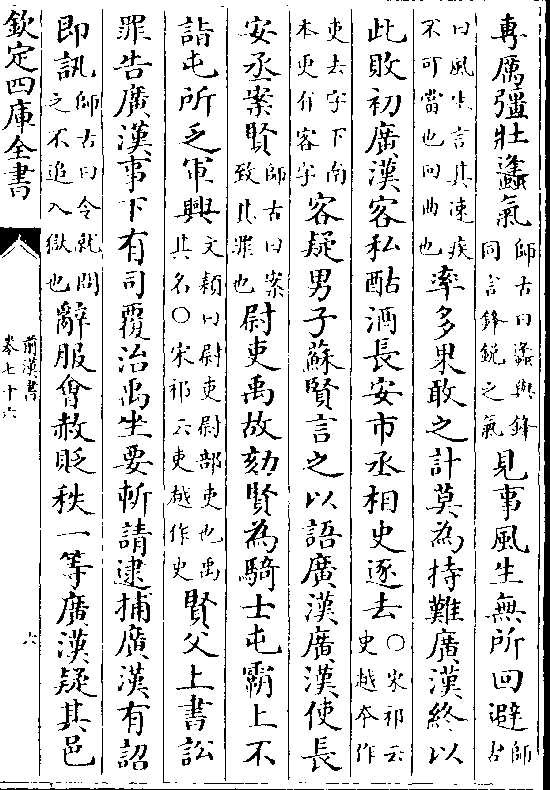 專厲彊壯蠭氣師古曰蠭與鋒同言鋒銳之氣見事風生無所回避師古
曰風生言其速疾不可當也回曲也率多果敢之計莫為持難廣漢終以
此敗初廣漢客私酤酒長安市丞相史逐去○宋祁云史越本作
吏去字下南本更有客字客疑男子蘇賢言之以語廣漢廣漢使長
安丞案賢師古曰案致其罪也尉吏禹故劾賢為騎士屯霸上不
詣屯所乏軍興文穎曰尉吏尉部吏也禹其名○宋祁云吏越作史賢父上書訟
罪告廣漢事下有司覆治禹坐要斬請逮捕廣漢有詔
即訊師古曰令就問之不追入獄也辭服會赦貶秩一等廣漢疑其邑
欽定四庫全書
前漢書
卷七十六
六